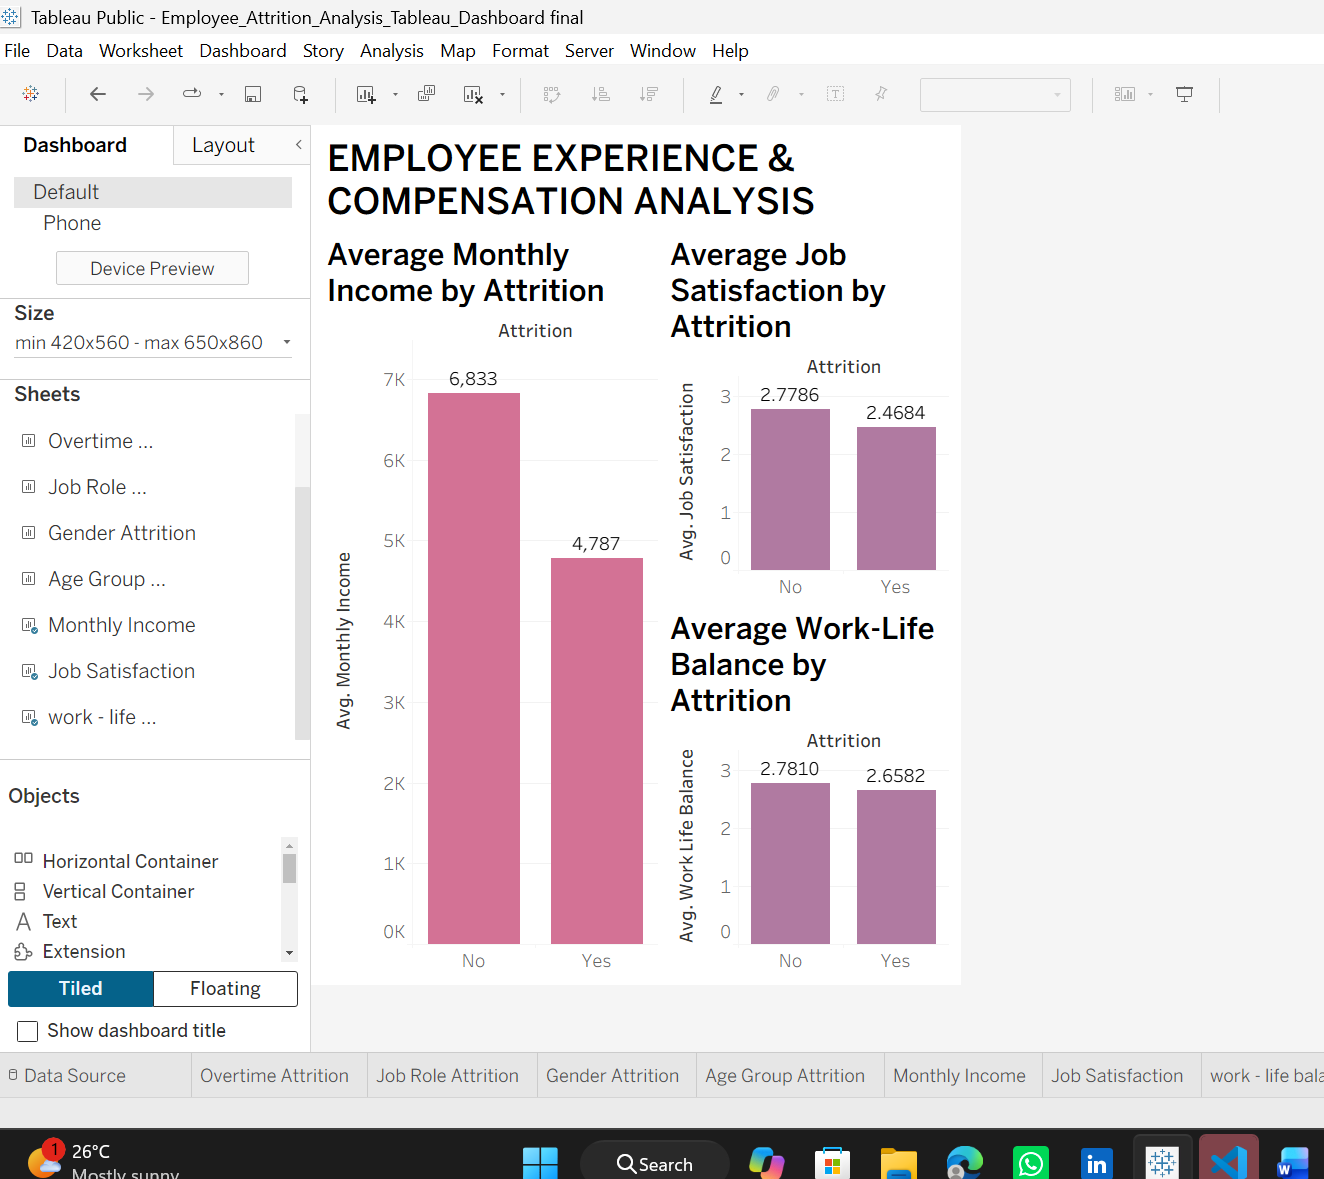 Tableau Public - Employee_Attrition_Analysis_Tableau_Dashboard final
File Data Worksheet Dashboard Story Analysis Map Format Server Window Help
Dashboard
Layout
Default
Phone
Device Preview
Size
min 420x560 - max 650x860
Sheets
Overtime ...
Job Role ...
Gender Attrition
Age Group ...
Monthly Income
Job Satisfaction
work - life ...
Objects
Horizontal Container
Vertical Container
Text
Extension
Tiled
Floating
Show dashboard title
EMPLOYEE EXPERIENCE &
COMPENSATION ANALYSIS
Average Monthly
Income by Attrition
Attrition
Avg. Monthly Income
7K
6K
5K
4K
3K
2K
1K
0K
6,833
4,787
No
Yes
Average Job
Satisfaction by
Attrition
Attrition
Avg. Job Satisfaction
3
2
1
0
2.7786
2.4684
No
Yes
Average Work-Life
Balance by
Attrition
Attrition
Avg. Work Life Balance
3
2
1
0
2.7810
2.6582
No
Yes
Data Source
Overtime Attrition
Job Role Attrition
Gender Attrition
Age Group Attrition
Monthly Income
Job Satisfaction
work - life bala
1
26°C
Mostly sunny
Search
in
W